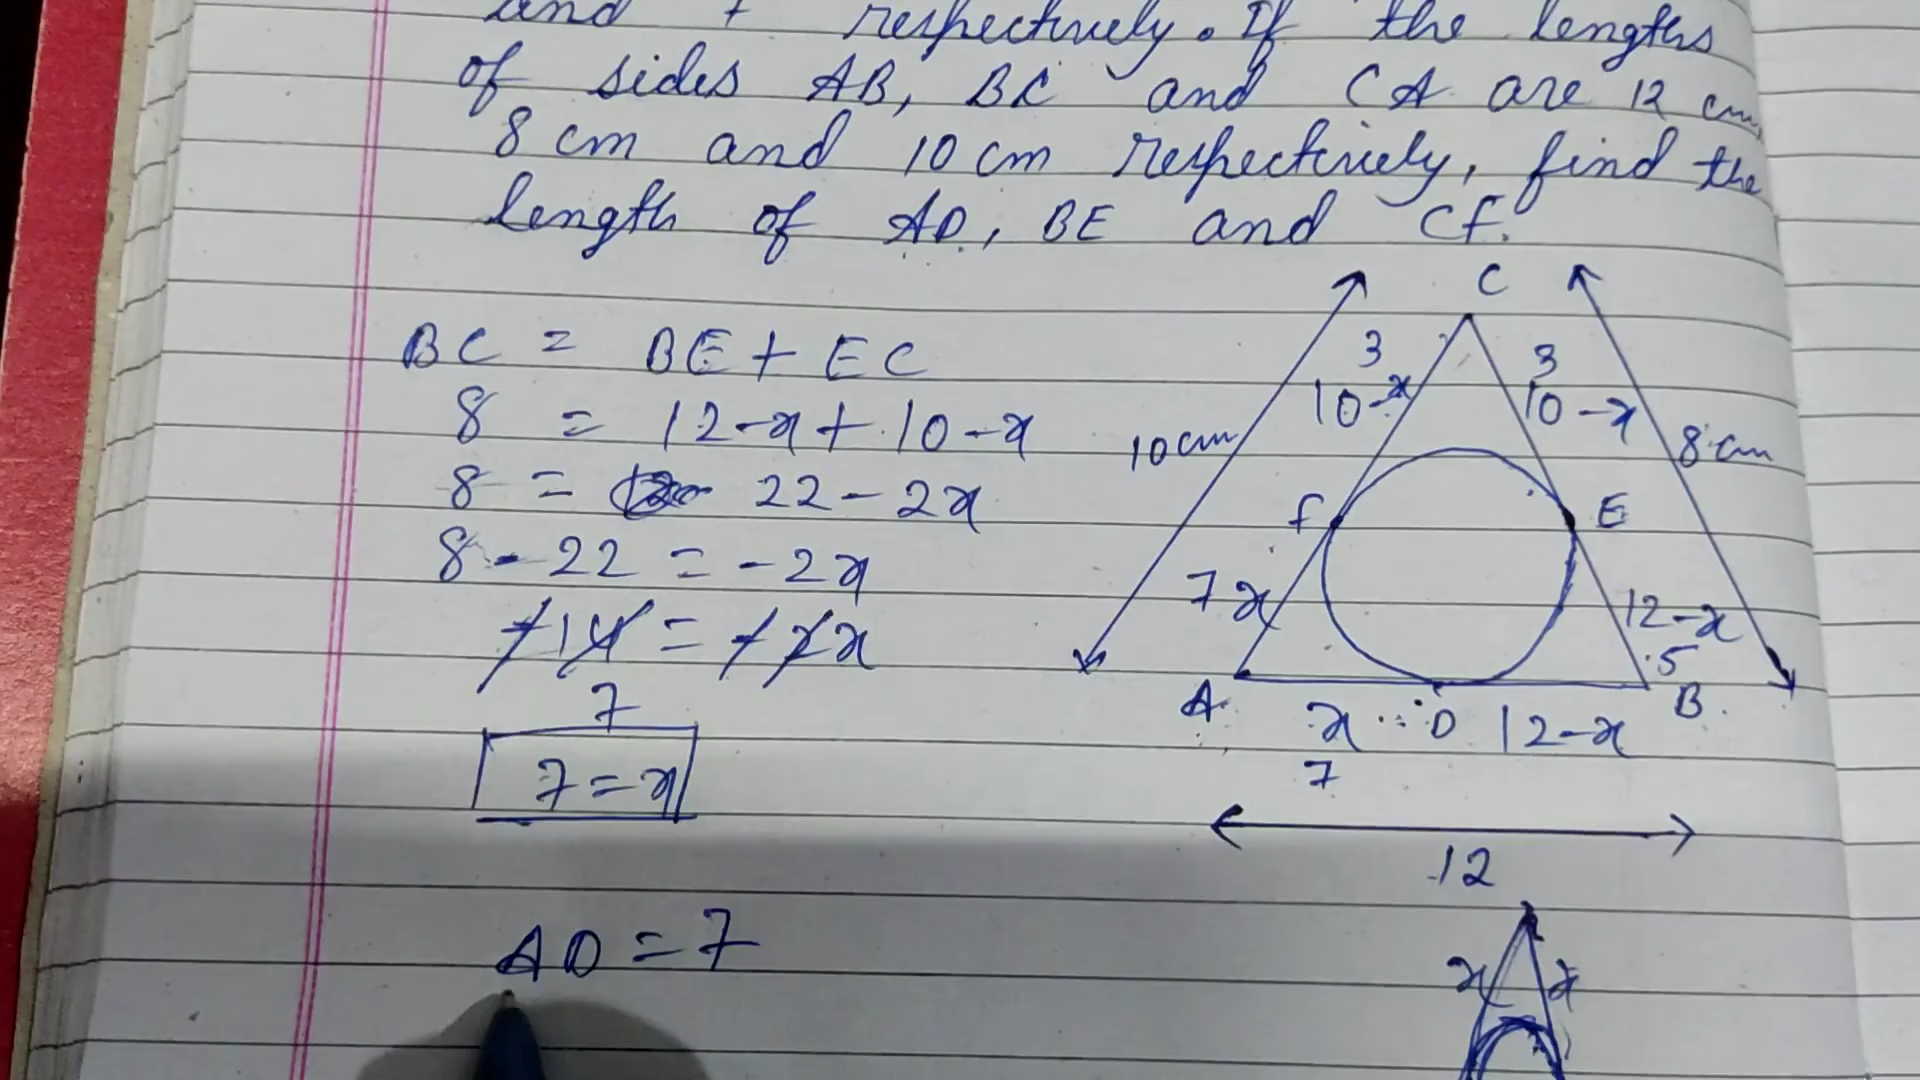 and f respectively. If the lengths
of sides AB, BC and CA are 12 cm,
8 cm and 10 cm respectively, find the
length of AD, BE and CF.
BC = BE + EC
8 = 12-x + 10-x
8 = 22 - 2x
8 - 22 = -2x
-14 = -2x
7
7 = x
AD = 7
C
3
3
10-x
10-x
10 cm
8 cm
F
E
7 x
12-x
5
A
B
x
D
12-x
7
12
x
x